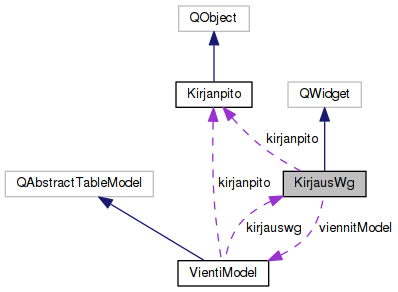 QObject
Kirjanpito
QWidget
kirjanpito
QAbstractTableModel
kirjanpito
KirjausWg
kirjauswg
viennitModel
VientiModel